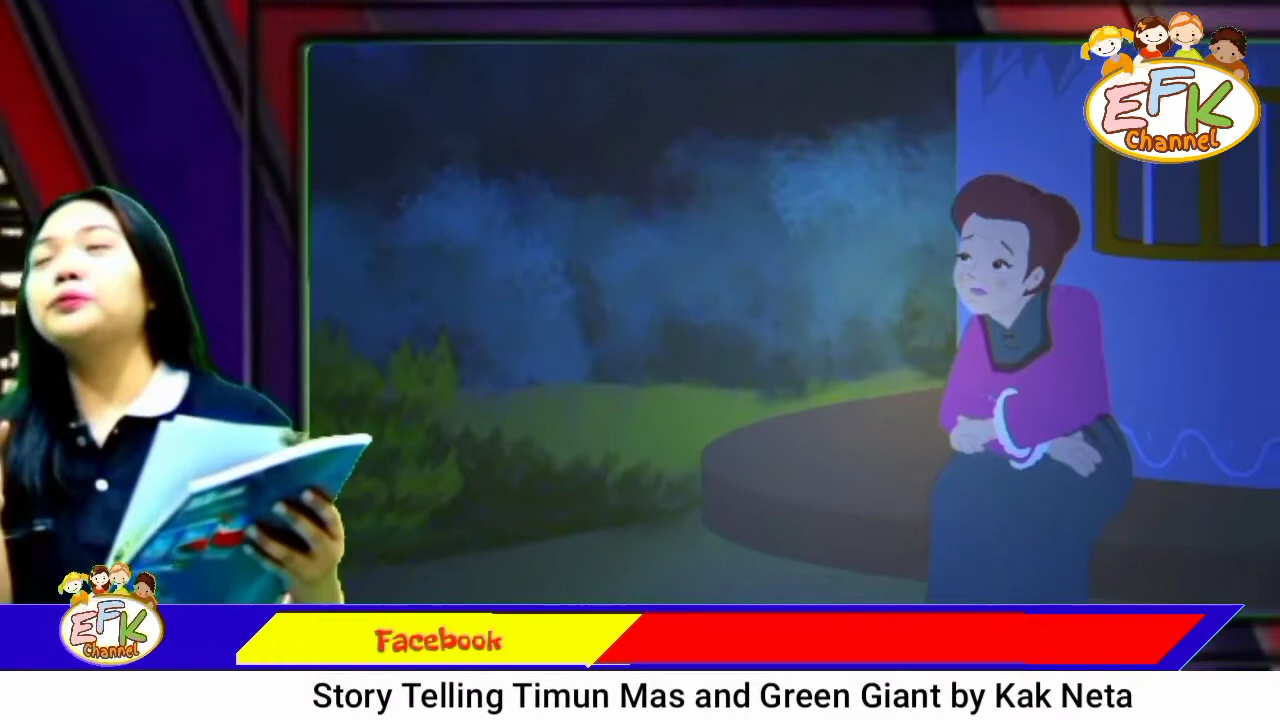 EFK
Channel
EFK
Channel
Facebook
Story Telling Timun Mas and Green Giant by Kak Neta